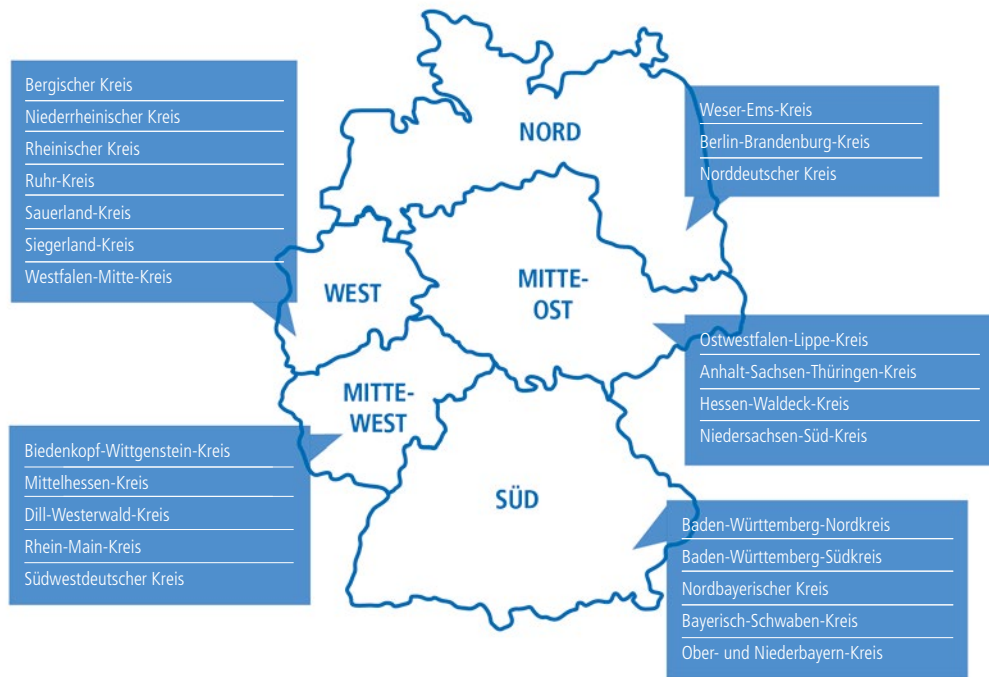 Bergischer Kreis
Niederrheinischer Kreis
Rheinischer Kreis
Ruhr-Kreis
Sauerland-Kreis
Siegerland-Kreis
Westfalen-Mitte-Kreis
NORD
Weser-Ems-Kreis
Berlin-Brandenburg-Kreis
Norddeutscher Kreis
WEST
MITTE-
OST
Ostwestfalen-Lippe-Kreis
Anhalt-Sachsen-Thüringen-Kreis
Hessen-Waldeck-Kreis
Niedersachsen-Süd-Kreis
MITTE-
WEST
Biedenkopf-Wittgenstein-Kreis
Mittelhessen-Kreis
Dill-Westerwald-Kreis
Rhein-Main-Kreis
Südwestdeutscher Kreis
SÜD
Baden-Württemberg-Nordkreis
Baden-Württemberg-Südkreis
Nordbayerischer Kreis
Bayerisch-Schwaben-Kreis
Ober- und Niederbayern-Kreis